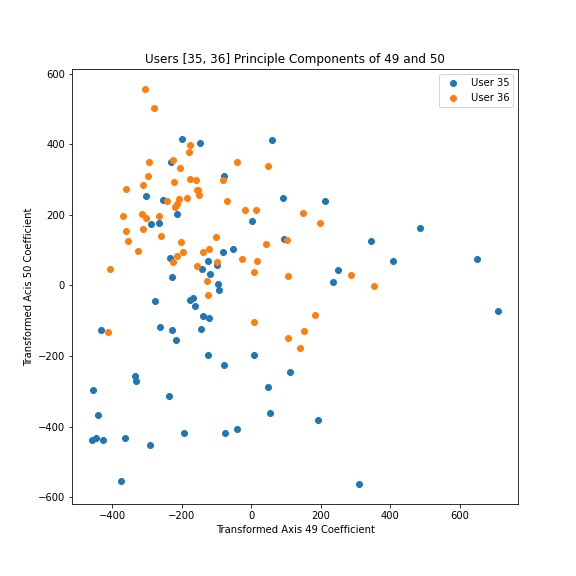 Users [35, 36] Principle Components of 49 and 50
User 35
User 36
Transformed Acis 50 Coefficient
600
400
200
0
−200
−400
−600
−400
−200
0
200
400
600
Transformed Axis 49 Coefficient